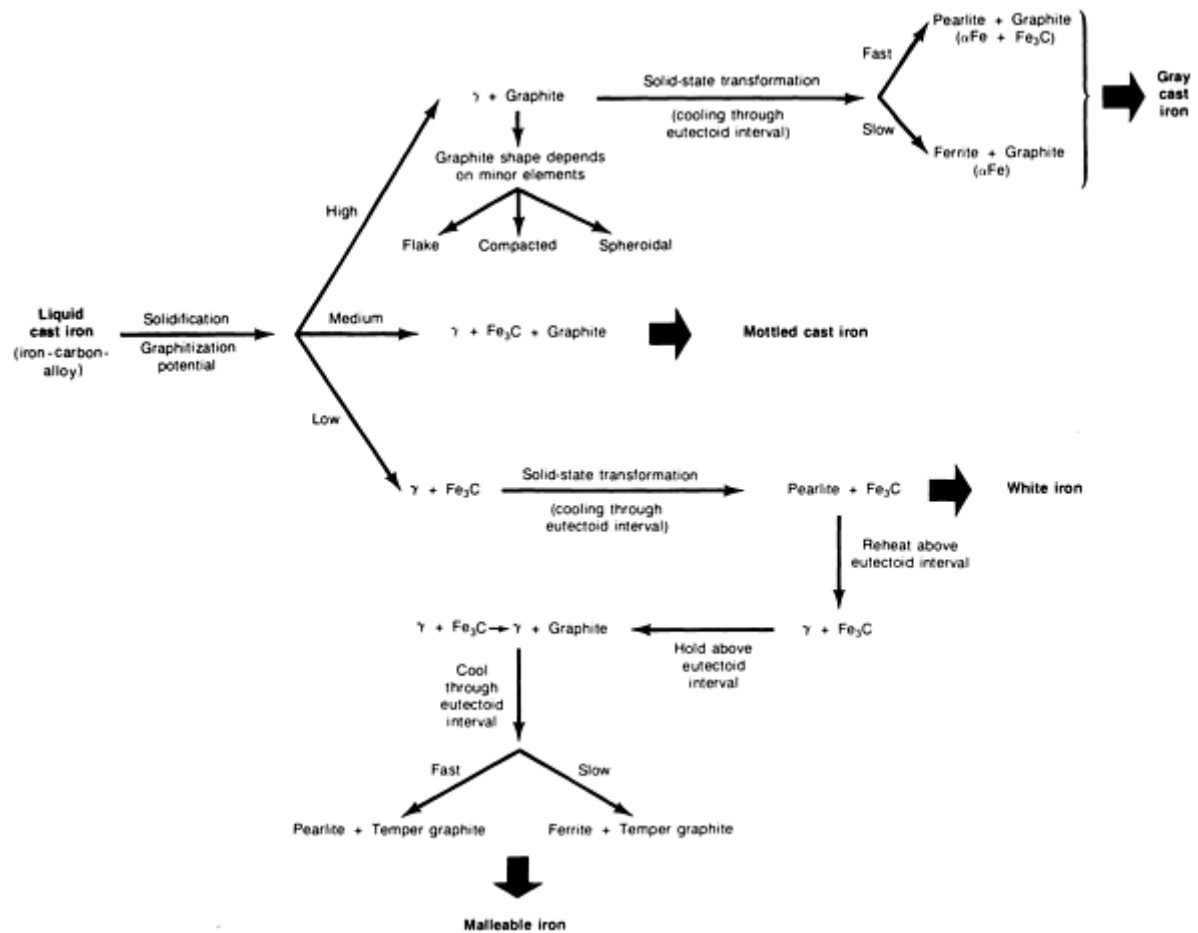 Pearlite + Graphite
(αFe + Fe₃C)
Fast
Solid-state transformation
γ + Graphite
(cooling through
eutectoid interval)
Gray
cast
iron
Slow
Ferrite + Graphite
(αFe)
Graphite shape depends
on minor elements
High
Flake
Compacted
Spheroidal
Liquid
cast iron
(iron-carbon-
alloy)
Solidification
Graphitization
potential
Medium
γ + Fe₃C + Graphite
Mottled cast iron
Low
γ + Fe₃C
Solid-state transformation
(cooling through
eutectoid interval)
Pearlite + Fe₃C
White iron
Reheat above
eutectoid interval
γ + Fe₃C
Hold above
eutectoid
interval
γ + Fe₃C → γ + Graphite
Cool
through
eutectoid
interval
Fast
Slow
Pearlite + Temper graphite
Ferrite + Temper graphite
Malleable iron